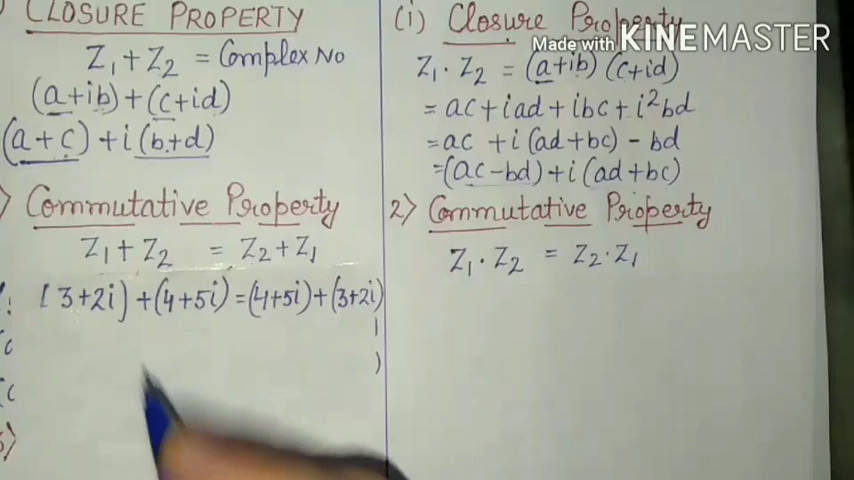 CLOSURE PROPERTY
Z₁ + Z₂ = Complex No
(a+ib) + (c+id)
(a+c) + i(b+d)
Commutative Property
Z₁ + Z₂ = Z₂ + Z₁
(3+2i) + (4+5i) = (4+5i) + (3+2i)
(i) Closure Property
Made with KINEMASTER
Z₁ · Z₂ = (a+ib) (c+id)
= ac + iad + ibc + i²bd
= ac + i(ad+bc) - bd
= (ac-bd) + i(ad+bc)
2) Commutative Property
Z₁ · Z₂ = Z₂ · Z₁